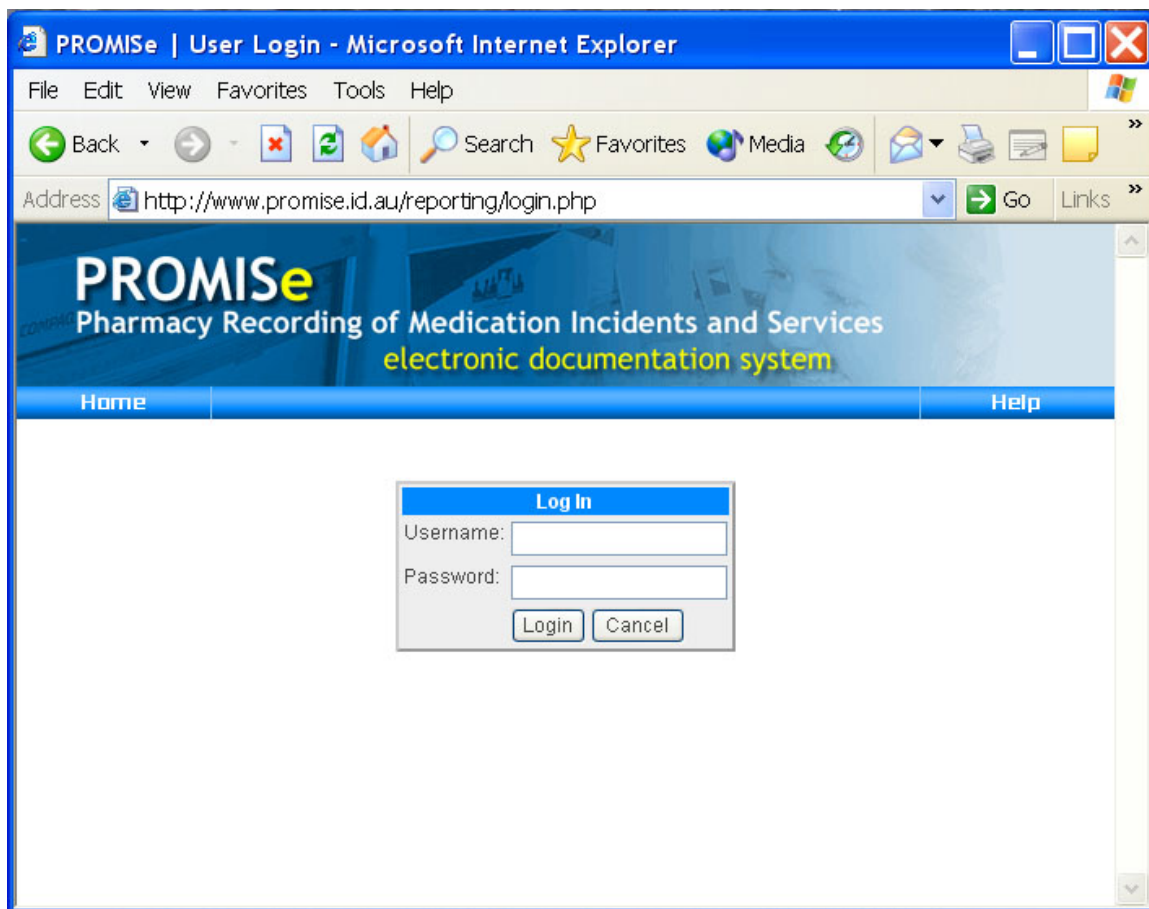 PROMISe | User Login - Microsoft Internet Explorer
File Edit View Favorites Tools Help
Back Search Favorites Media »
Address http://www.promise.id.au/reporting/login.php Go Links »
PROMISe
COMPAQ
Pharmacy Recording of Medication Incidents and Services
electronic documentation system
Home Help
Log In
Username:
Password:
Login Cancel